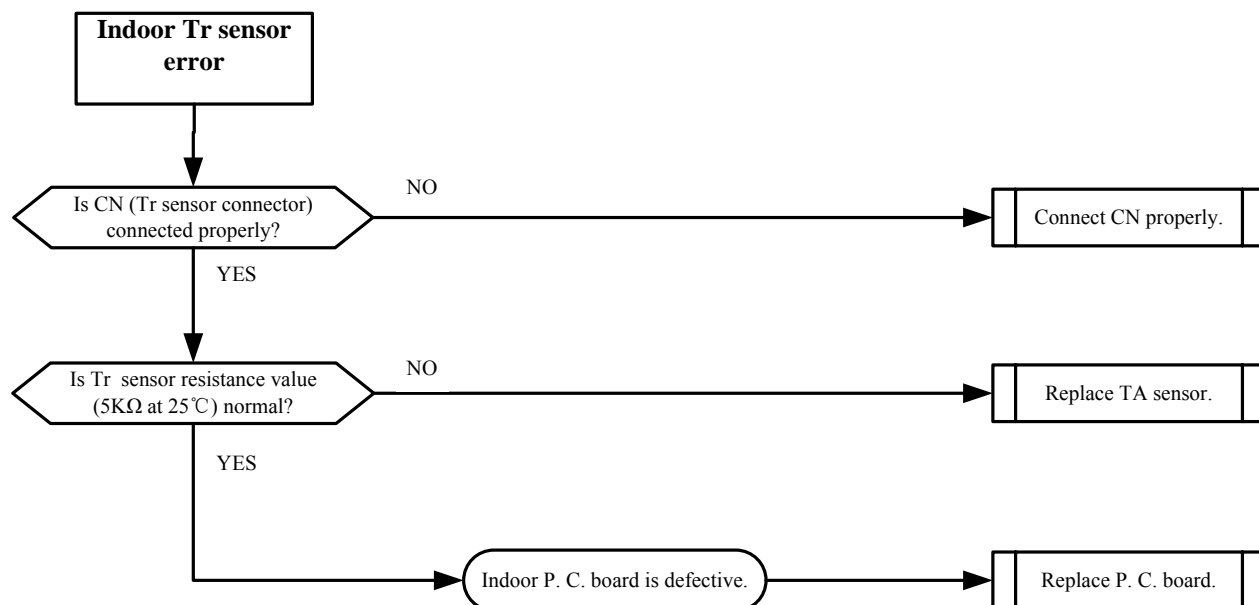 Indoor Tr sensor
error
NO
Is CN (Tr sensor connector)
connected properly?
Connect CN properly.
YES
NO
Is Tr sensor resistance value
(5KΩ at 25℃) normal?
Replace TA sensor.
YES
Indoor P. C. board is defective.
Replace P. C. board.